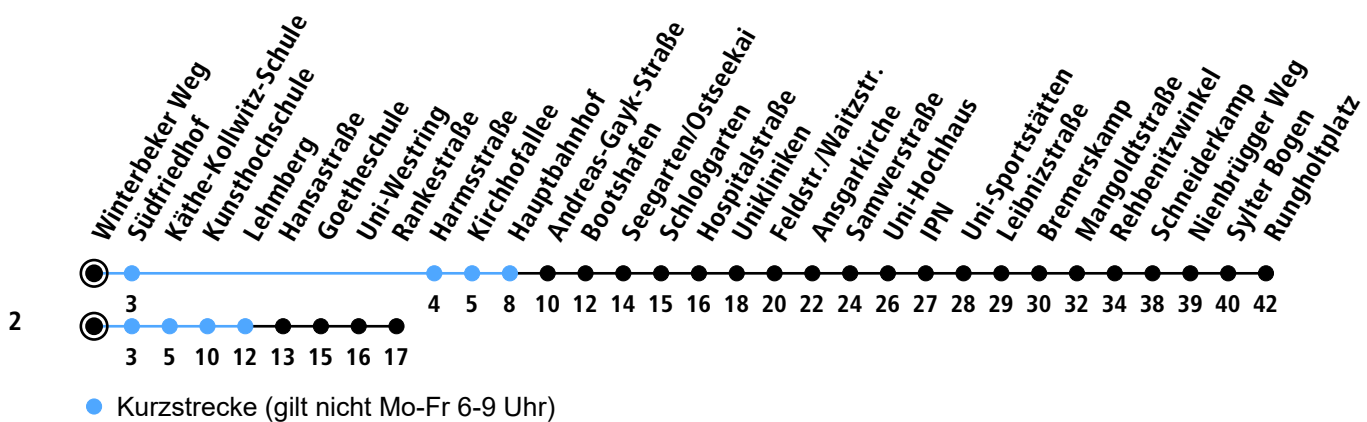 Winterbeker Weg
Südfriedhof
Käthe-Kollwitz-Schule
Kunsthochschule
Lehmberg
Hansastraße
Goetheschule
Uni-Westring
Rankestraße
Harmsstraße
Kirchhofallee
Hauptbahnhof
Andreas-Gayk-Straße
Bootshafen
Seegarten/Ostseekai
Schloßgarten
Hospitalstraße
Unikliniken
Feldstr./Waitzstr.
Ansgarkirche
Samwerstraße
Uni-Hochhaus
IPN
Uni-Sportstätten
Leibnizstraße
Bremerskamp
Mangoldtstraße
Rehbenitzwinkel
Schneiderkamp
Nienbrügger Weg
Sylter Bogen
Rungholtplatz
3 4 5 8 10 12 14 15 16 18 20 22 24 26 27 28 29 30 32 34 38 39 40 42
2
3 5 10 12 13 15 16 17
Kurzstrecke (gilt nicht Mo-Fr 6-9 Uhr)